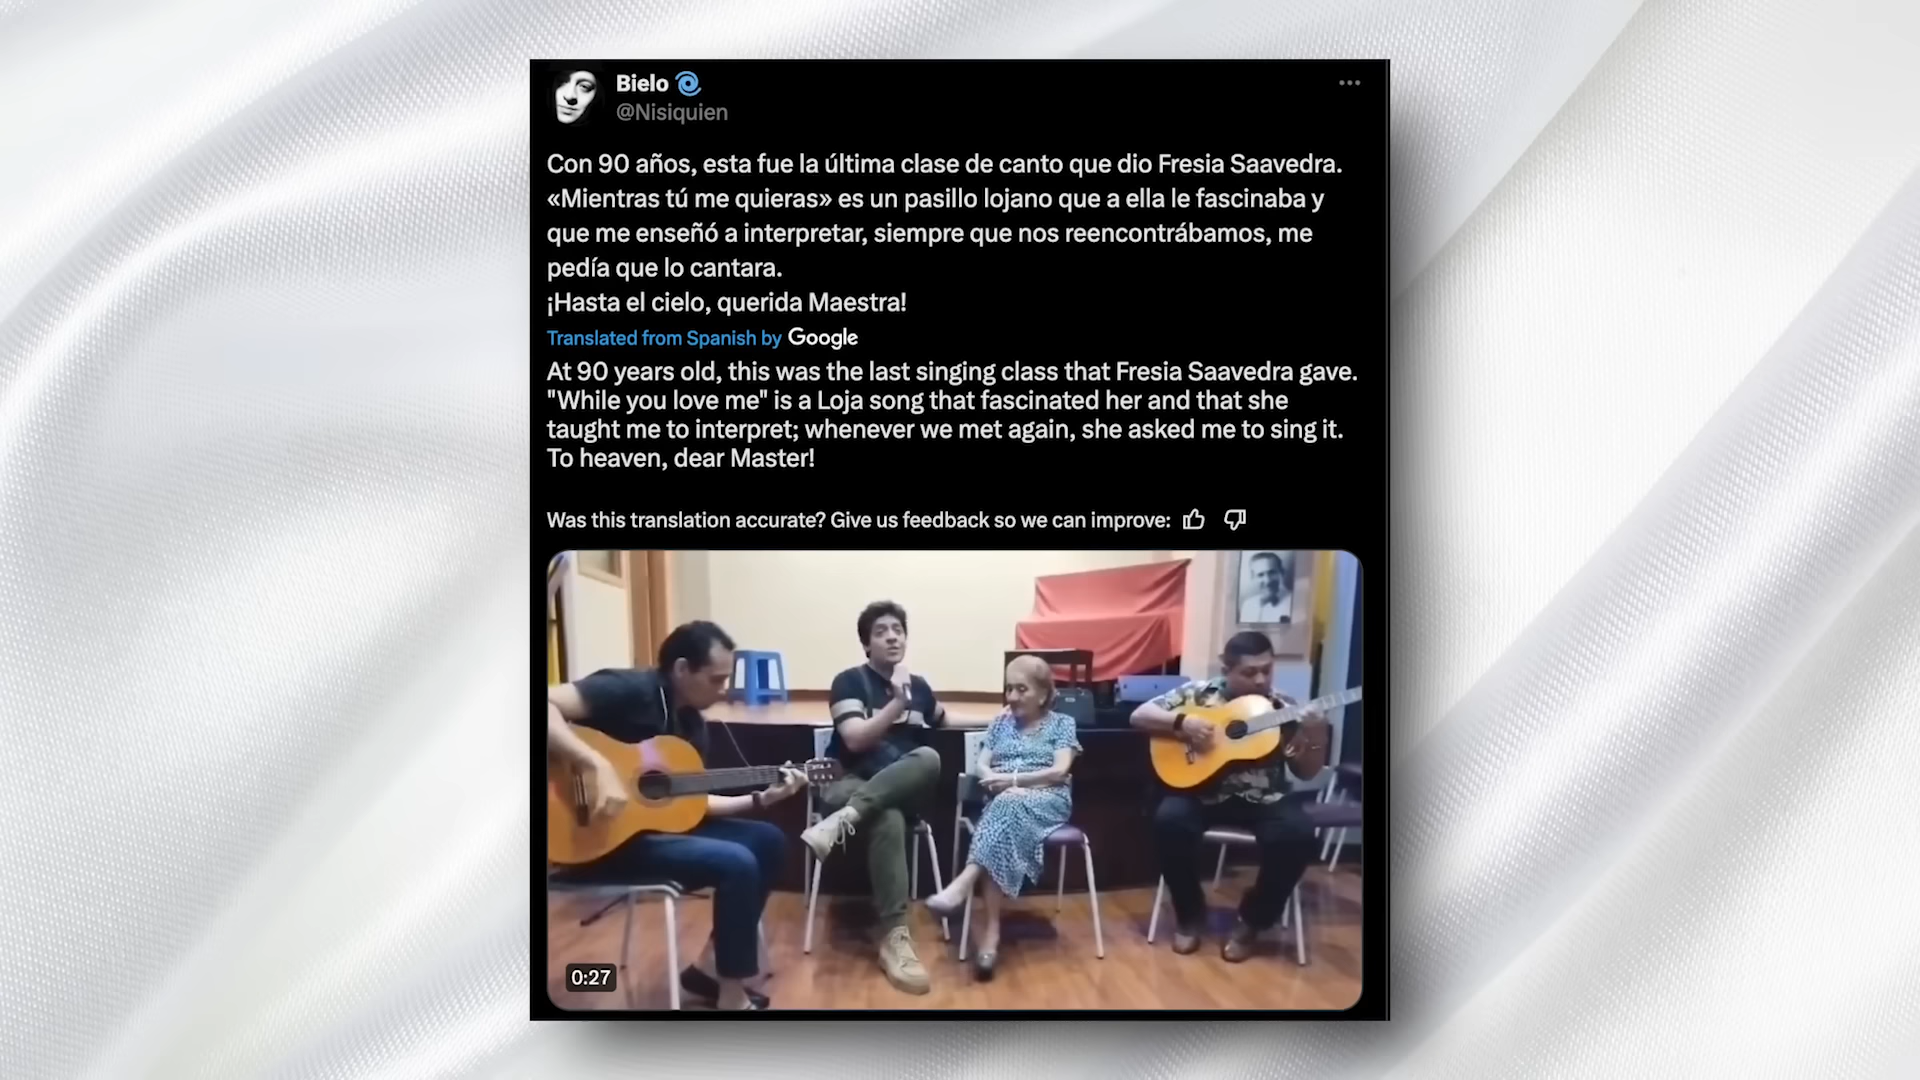 Bielo
@Nisiquien
Con 90 años, esta fue la última clase de canto que dio Fresia Saavedra.
«Mientras tú me quieras» es un pasillo lojano que a ella le fascinaba y
que me enseñó a interpretar, siempre que nos reencontrábamos, me
pedía que lo cantara.
¡Hasta el cielo, querida Maestra!
Translated from Spanish by Google
At 90 years old, this was the last singing class that Fresia Saavedra gave.
"While you love me" is a Loja song that fascinated her and that she
taught me to interpret; whenever we met again, she asked me to sing it.
To heaven, dear Master!
Was this translation accurate? Give us feedback so we can improve:
0:27